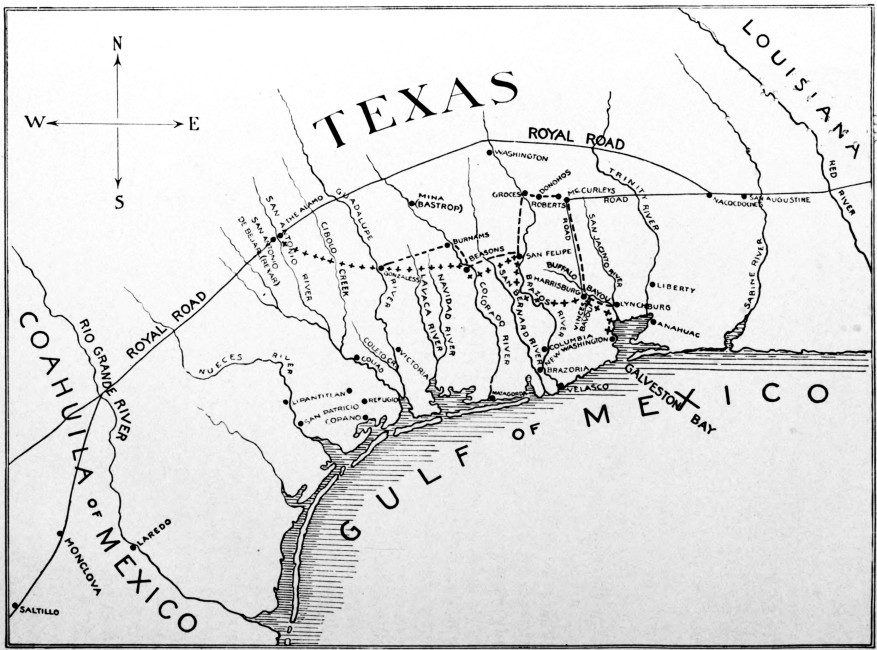 N
W E
S
TEXAS
LOUISIANA
ROYAL ROAD
RED RIVER
WASHINGTON
GROCES
DONOHOS
ROBERTS
McCURLEYS
ROAD
ROAD
TRINITY RIVER
NACOGDOCHES
SAN AUGUSTINE
SABINE RIVER
MINA
(BASTROP)
GUADALUPE
RIVER
THE ALAMO
SAN ANTONIO
DE BEJAR (BEXAR)
SAN ANTONIO RIVER
CIBOLO CREEK
BURNHAMS
BEASONS
GONZALES
SAN FELIPE
SAN JACINTO RIVER
BUFFALO BAYOU
HARRISBURG
VINCES BAYOU
LYNCHBURG
LIBERTY
ANAHUAC
NEW WASHINGTON
LAVACA RIVER
NAVIDAD RIVER
COLORADO RIVER
SAN BERNARD RIVER
BRAZOS RIVER
COLUMBIA
BRAZORIA
VELASCO
MATAGORDA
VICTORIA
COLETO CR.
GOLIAD
NUECES RIVER
LIPANTITLAN
SAN PATRICIO
REFUGIO
COPANO
ROYAL ROAD
RIO GRANDE RIVER
GALVESTON BAY
GULF OF MEXICO
COAHUILA OF MEXICO
LAREDO
MONCLOVA
SALTILLO